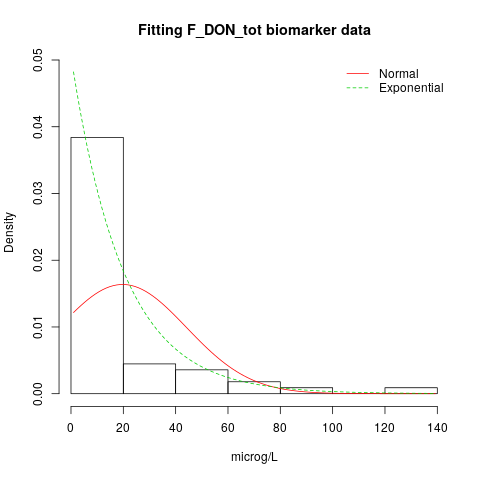 Fitting F_DON_tot biomarker data
Normal
Exponential
Density
0.05
0.04
0.03
0.02
0.01
0.00
0 20 40 60 80 100 120 140
microg/L